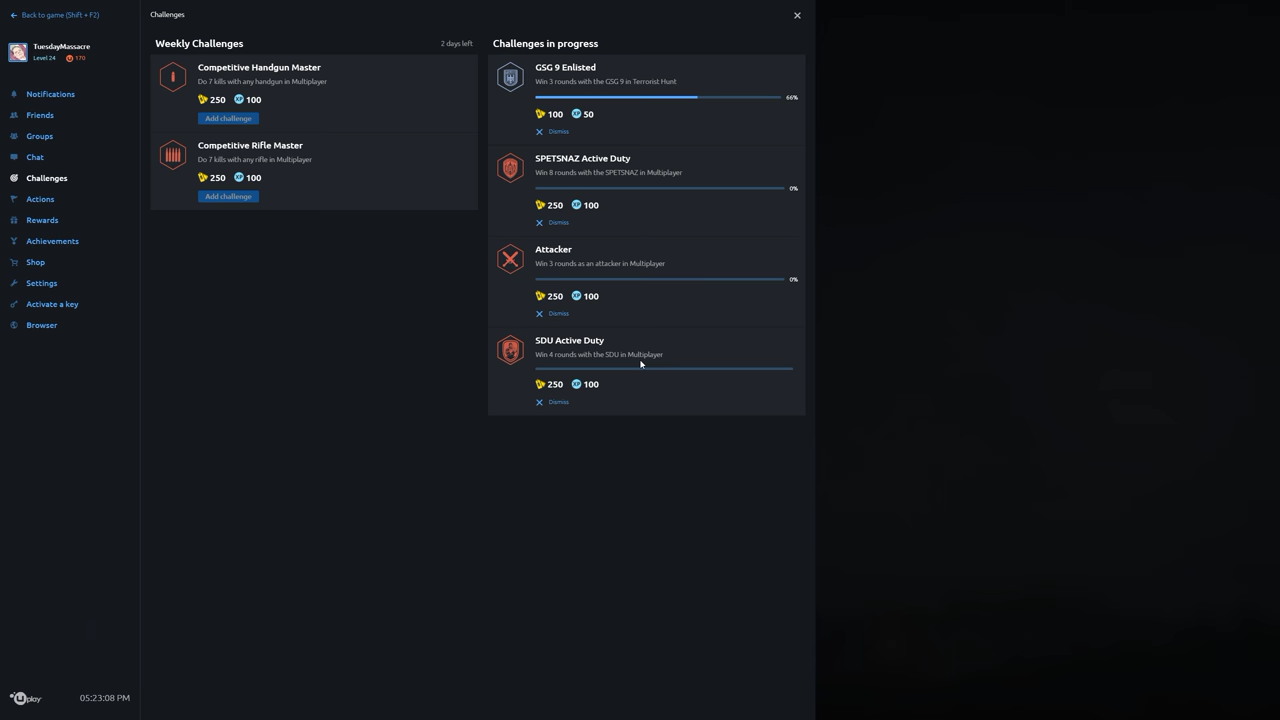 Back to game (Shift + F2)
TuesdayMassacre
Level 24
170
Notifications
Friends
Groups
Chat
Challenges
Actions
Rewards
Achievements
Shop
Settings
Activate a key
Browser
uplay
05:23:08 PM
Challenges
Weekly Challenges
2 days left
Competitive Handgun Master
Do 7 kills with any handgun in Multiplayer
250 XP 100
Add challenge
Competitive Rifle Master
Do 7 kills with any rifle in Multiplayer
250 XP 100
Add challenge
Challenges in progress
GSG 9 Enlisted
Win 3 rounds with the GSG 9 in Terrorist Hunt
66%
100 XP 50
Dismiss
SPETSNAZ Active Duty
Win 8 rounds with the SPETSNAZ in Multiplayer
0%
250 XP 100
Dismiss
Attacker
Win 3 rounds as an attacker in Multiplayer
0%
250 XP 100
Dismiss
SDU Active Duty
Win 4 rounds with the SDU in Multiplayer
250 XP 100
Dismiss